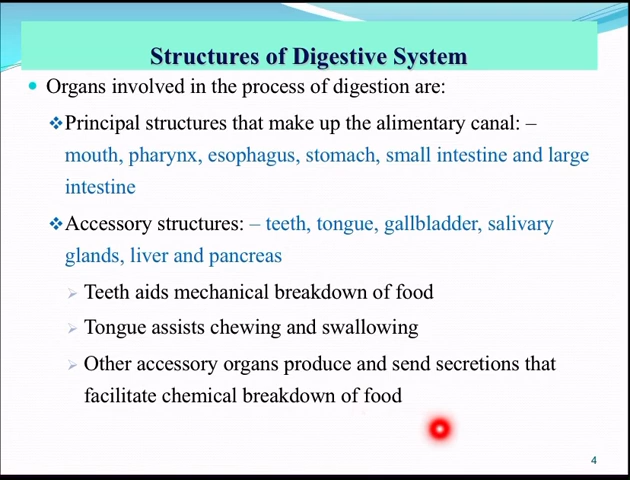 Structures of Digestive System
• Organs involved in the process of digestion are:
❖Principal structures that make up the alimentary canal: –
mouth, pharynx, esophagus, stomach, small intestine and large
intestine
❖Accessory structures: – teeth, tongue, gallbladder, salivary
glands, liver and pancreas
➢ Teeth aids mechanical breakdown of food
➢ Tongue assists chewing and swallowing
➢ Other accessory organs produce and send secretions that
facilitate chemical breakdown of food
4